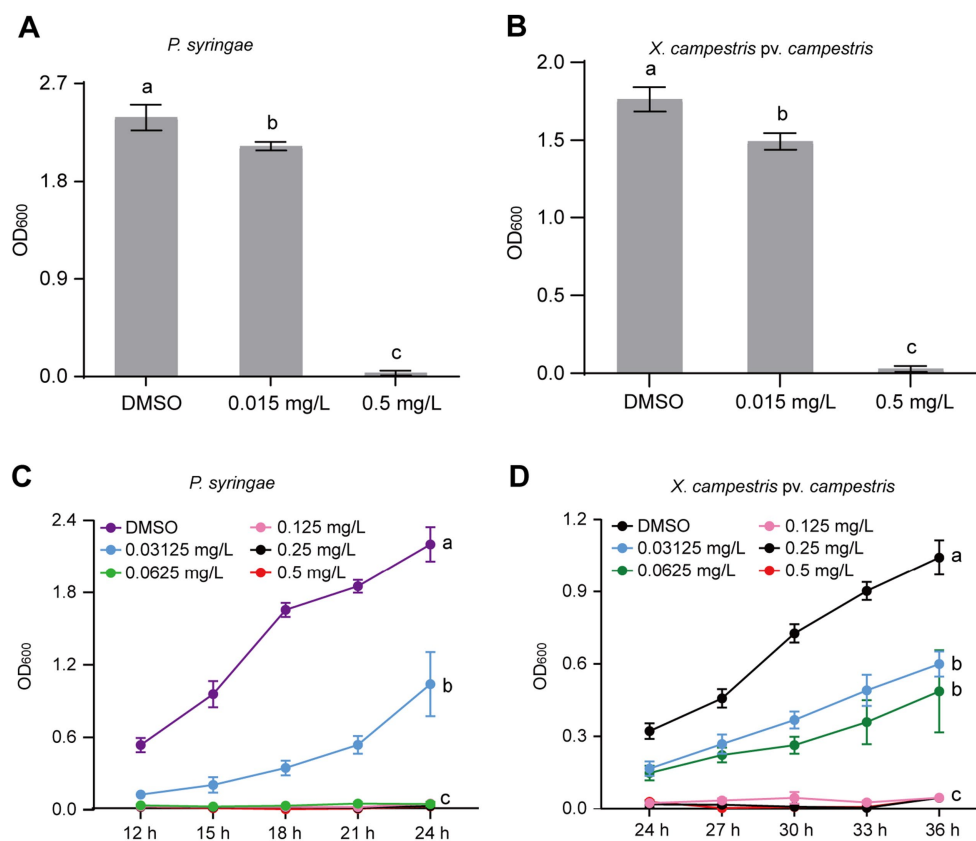 A
P. syringae
2.7
1.8
0.9
0.0
OD600
a
b
c
DMSO
0.015 mg/L
0.5 mg/L
B
X. campestris pv. campestris
2.0
1.5
1.0
0.5
0.0
OD600
a
b
c
DMSO
0.015 mg/L
0.5 mg/L
C
P. syringae
DMSO
0.03125 mg/L
0.0625 mg/L
0.125 mg/L
0.25 mg/L
0.5 mg/L
2.4
1.8
1.2
0.6
0.0
OD600
a
b
c
12 h
15 h
18 h
21 h
24 h
D
X. campestris pv. campestris
DMSO
0.03125 mg/L
0.0625 mg/L
0.125 mg/L
0.25 mg/L
0.5 mg/L
1.2
0.9
0.6
0.3
0.0
OD600
a
b
b
c
24 h
27 h
30 h
33 h
36 h